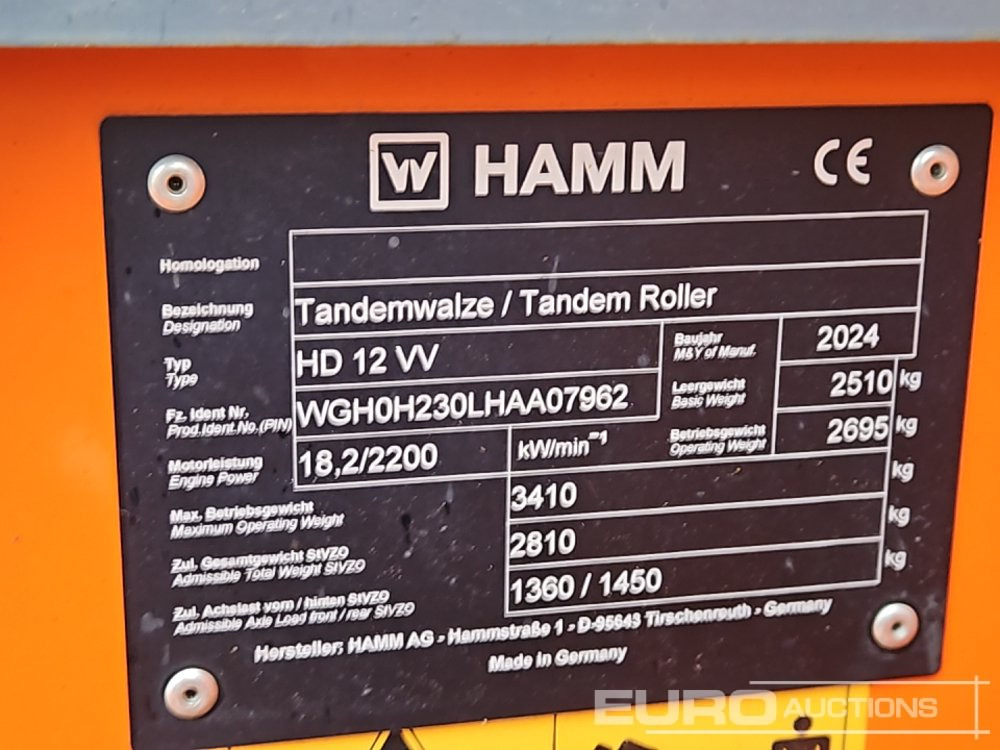 W HAMM CE
Homologation
Bezeichnung
Designation
Tandemwalze / Tandem Roller
Typ
Type
HD 12 VV
Baujahr
M&Y of Manuf.
2024
Fz. Ident Nr.
Prod.Ident.No.(PIN)
WGH0H230LHAA07962
Leergewicht
Basic Weight
2510 kg
Motorleistung
Engine Power
18,2/2200 kW/min⁻¹
Betriebsgewicht
Operating Weight
2695 kg
Max. Betriebsgewicht
Maximum Operating Weight
3410 kg
Zul. Gesamtgewicht StVZO
Admissible Total Weight StVZO
2810 kg
Zul. Achslast vorn / hinten StVZO
Admissible Axle Load front / rear StVZO
1360 / 1450 kg
Hersteller: HAMM AG - Hammstraße 1 - D-95643 Tirschenreuth - Germany
Made in Germany
EURO AUCTIONS